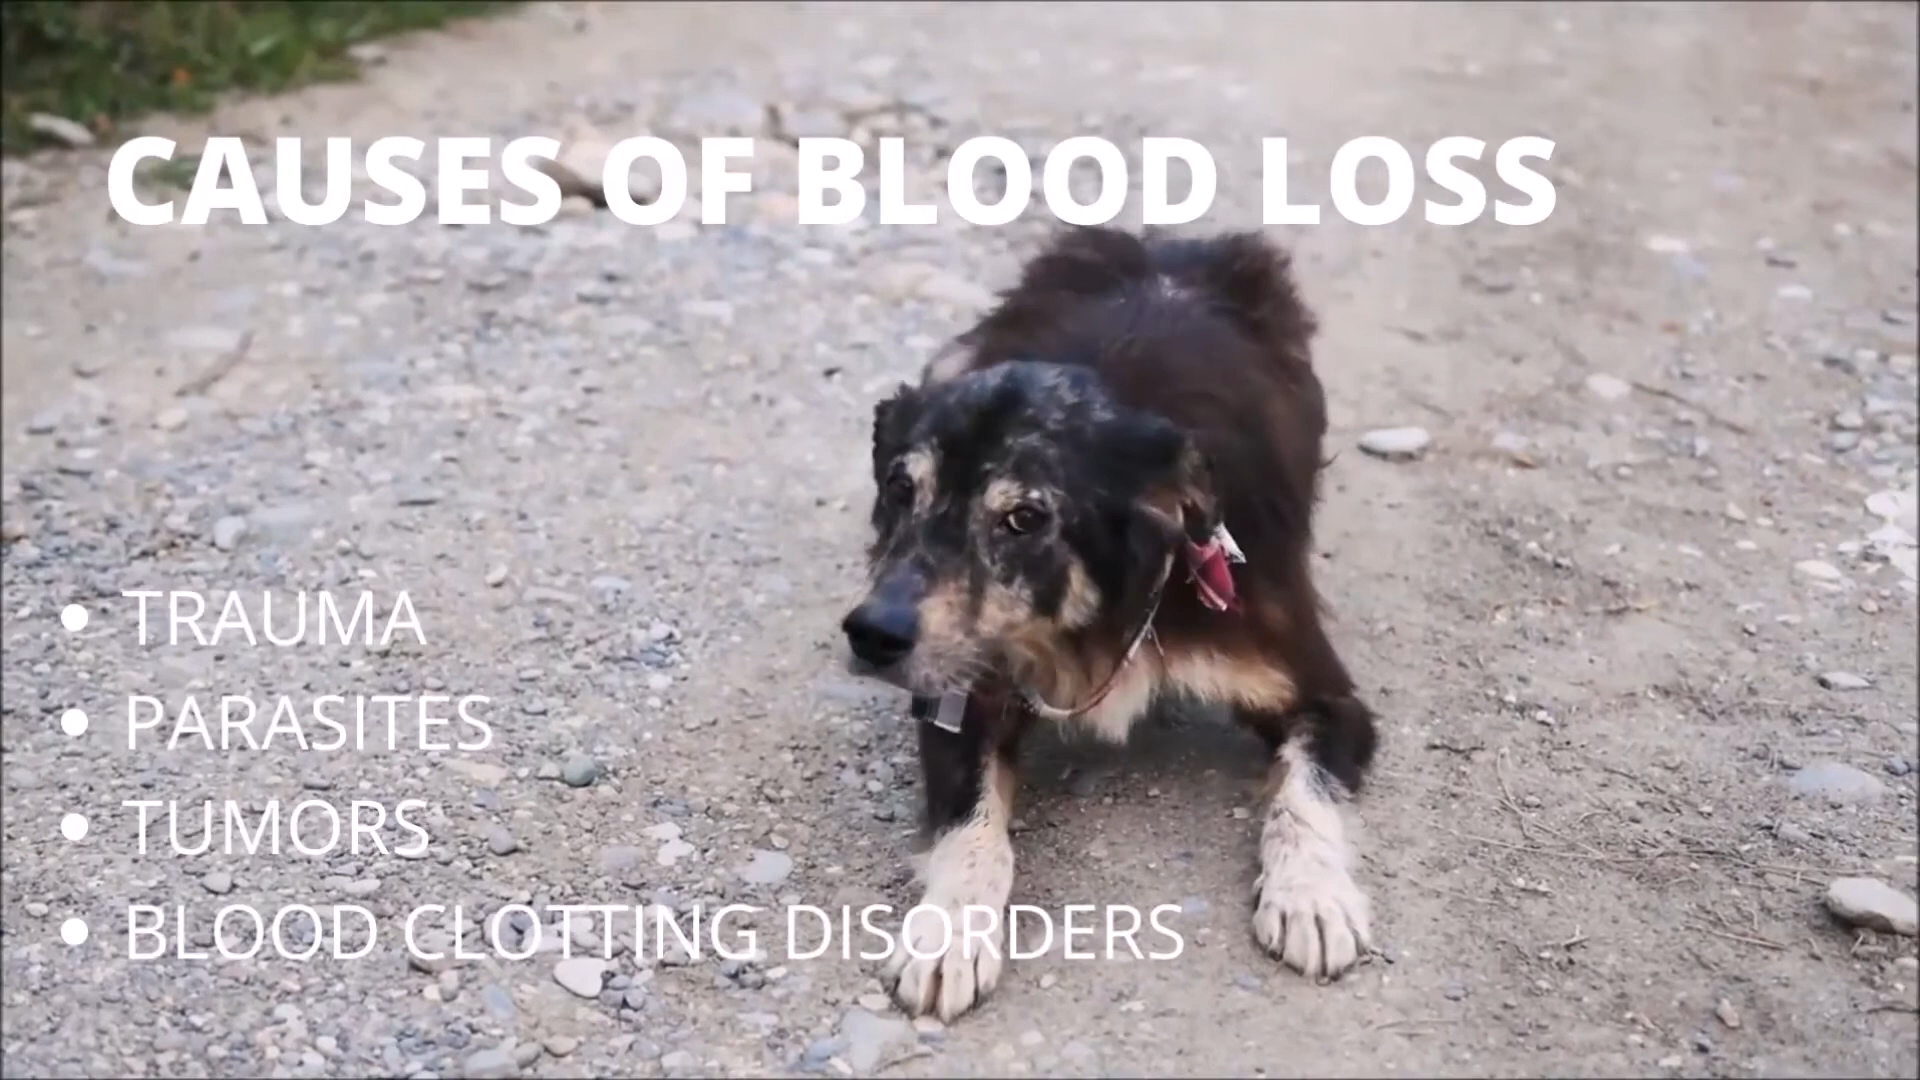 CAUSES OF BLOOD LOSS
• TRAUMA
• PARASITES
• TUMORS
• BLOOD CLOTTING DISORDERS